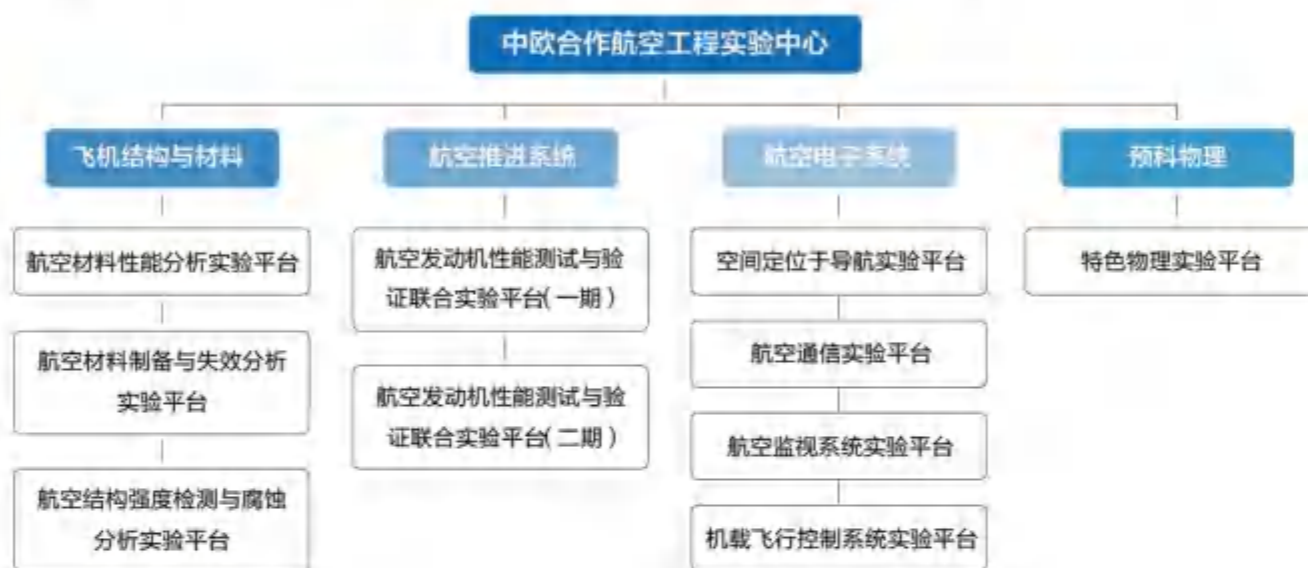 中欧合作航空工程实验中心
飞机结构与材料
航空推进系统
航空电子系统
预科物理
航空材料性能分析实验平台
航空材料制备与失效分析
实验平台
航空结构强度检测与腐蚀
分析实验平台
航空发动机性能测试与验
证联合实验平台(一期)
航空发动机性能测试与验
证联合实验平台(二期)
空间定位于导航实验平台
航空通信实验平台
航空监视系统实验平台
机载飞行控制系统实验平台
特色物理实验平台